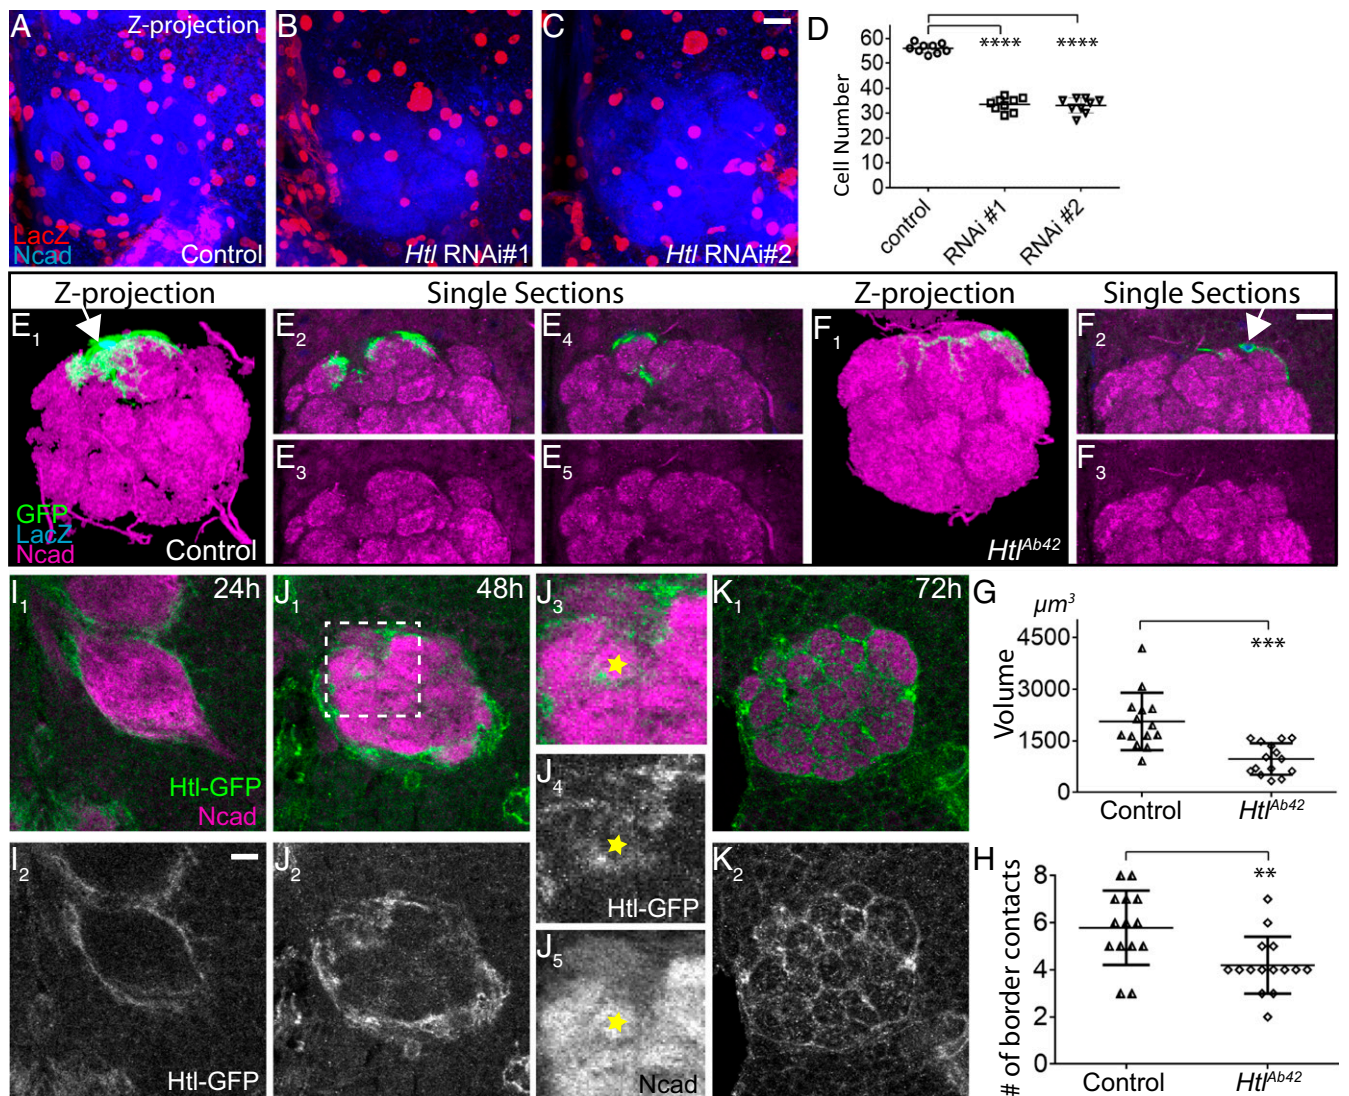 A
Z-projection
LacZ
Ncad
Control
B
Htl RNAi#1
C
Htl RNAi#2
D
Cell Number
60
50
40
30
20
10
0
****
****
control
RNAi #1
RNAi #2
Z-projection
Single Sections
Z-projection
Single Sections
E1
GFP
LacZ
Ncad
Control
E2
E4
E3
E5
F1
HtlAb42
F2
F3
I1
24h
Htl-GFP
Ncad
J1
48h
J3
K1
72h
G
µm³
Volume
4500
3000
1500
0
***
Control
HtlAb42
I2
Htl-GFP
J2
J4
Htl-GFP
J5
Ncad
K2
H
# of border contacts
8
6
4
2
0
**
Control
HtlAb42